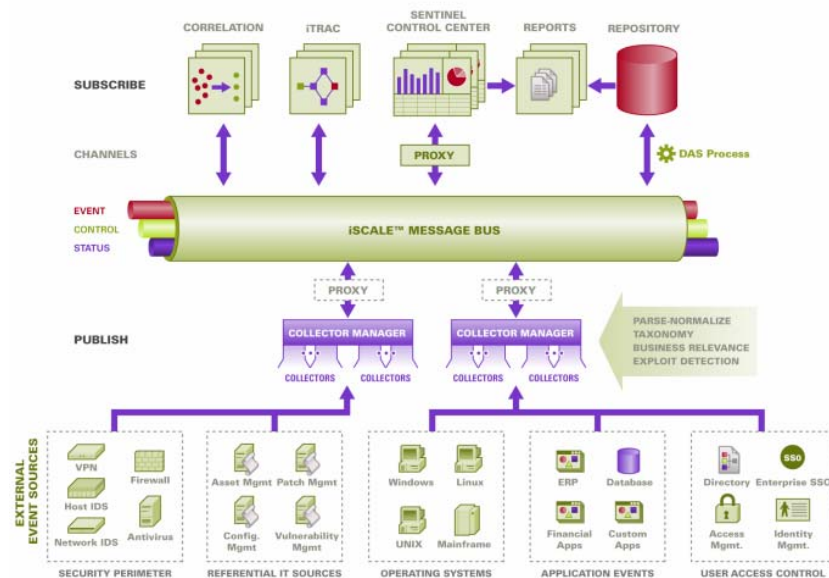 CORRELATION
iTRAC
SENTINEL
CONTROL CENTER
REPORTS
REPOSITORY
SUBSCRIBE
CHANNELS
PROXY
DAS Process
EVENT
CONTROL
STATUS
iSCALE™ MESSAGE BUS
PROXY
PROXY
PUBLISH
COLLECTOR MANAGER
COLLECTOR MANAGER
COLLECTORS
COLLECTORS
COLLECTORS
COLLECTORS
PARSE-NORMALIZE
TAXONOMY
BUSINESS RELEVANCE
EXPLOIT DETECTION
EXTERNAL
EVENT SOURCES
VPN
Firewall
Host IDS
Network IDS
Antivirus
SECURITY PERIMETER
Asset Mgmt
Patch Mgmt
Config.
Mgmt
Vulnerability
Mgmt
REFERENTIAL IT SOURCES
Windows
Linux
UNIX
Mainframe
OPERATING SYSTEMS
ERP
Database
Financial
Apps
Custom
Apps
APPLICATION EVENTS
Directory
SSO
Enterprise SSO
Access
Mgmt.
Identity
Mgmt.
USER ACCESS CONTROL